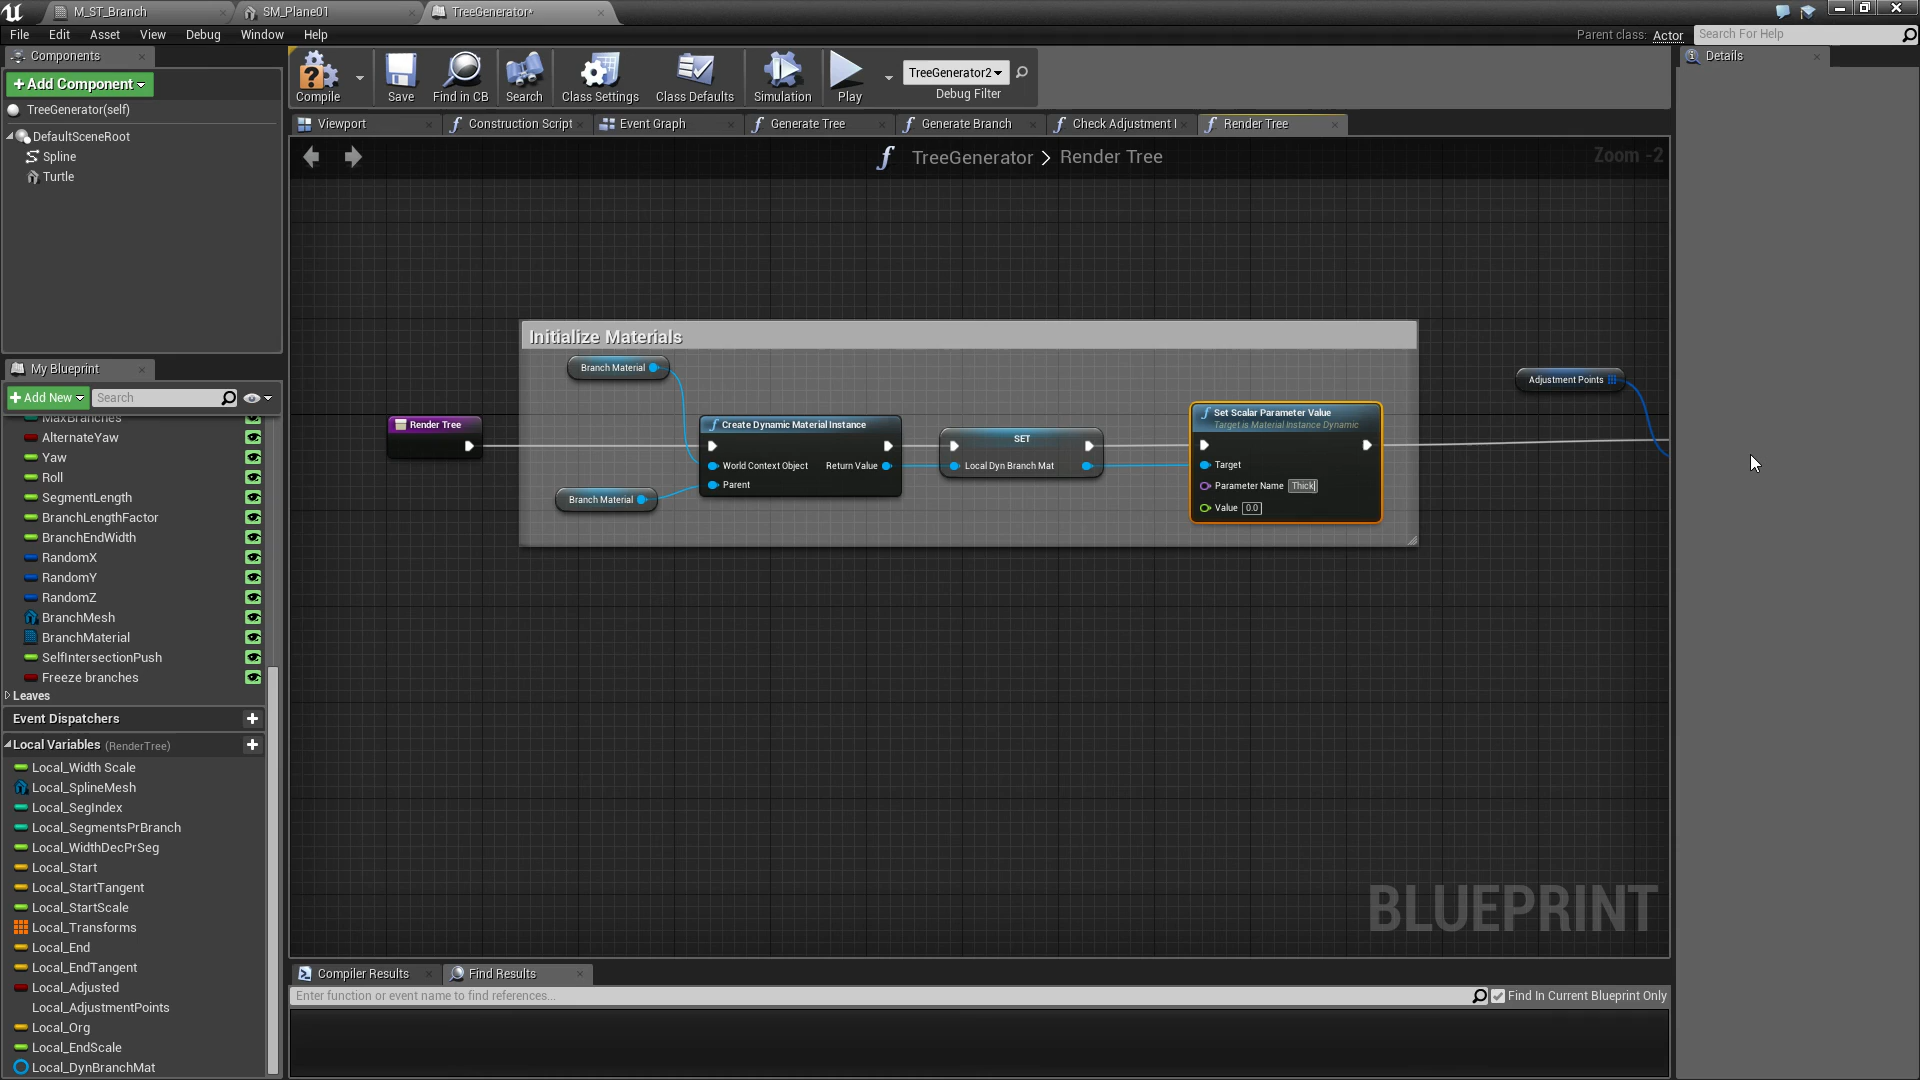 M_ST_Branch
SM_Plane01
TreeGenerator*
File Edit Asset View Debug Window Help
Parent class: Actor
Search For Help
Components
Details
+Add Component
Compile
Save
Find in CB
Search
Class Settings
Class Defaults
Simulation
Play
TreeGenerator2
Debug Filter
TreeGenerator(self)
Viewport
Construction Script
Event Graph
Generate Tree
Generate Branch
Check Adjustment I
Render Tree
DefaultSceneRoot
Spline
Turtle
TreeGenerator > Render Tree
Zoom -2
Initialize Materials
Branch Material
Adjustment Points
My Blueprint
+Add New
Search
MaxBranches
AlternateYaw
Yaw
Roll
SegmentLength
BranchLengthFactor
BranchEndWidth
RandomX
RandomY
RandomZ
BranchMesh
BranchMaterial
SelfIntersectionPush
Freeze branches
Leaves
Render Tree
Create Dynamic Material Instance
World Context Object
Return Value
Parent
Branch Material
SET
Local Dyn Branch Mat
Set Scalar Parameter Value
Target is Material Instance Dynamic
Target
Parameter Name Thick
Value 0.0
Event Dispatchers
Local Variables (RenderTree)
Local_Width Scale
Local_SplineMesh
Local_SegIndex
Local_SegmentsPrBranch
Local_WidthDecPrSeg
Local_Start
Local_StartTangent
Local_StartScale
Local_Transforms
Local_End
Local_EndTangent
Local_Adjusted
Local_AdjustmentPoints
Local_Org
Local_EndScale
Local_DynBranchMat
BLUEPRINT
Compiler Results
Find Results
Enter function or event name to find references...
Find In Current Blueprint Only